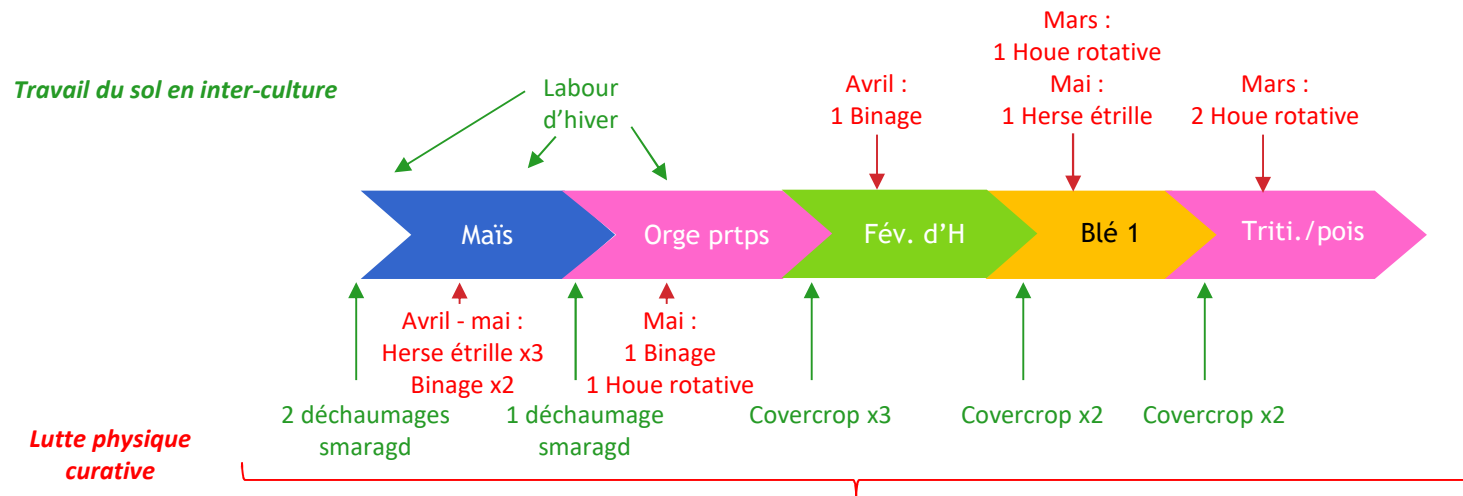 Mars :
1 Houe rotative
Mai :
1 Herse étrille
Avril :
1 Binage
Mars :
2 Houe rotative
Travail du sol en inter-culture
Labour
d’hiver
Maïs
Orge prtps
Fév. d’H
Blé 1
Triti./pois
Avril - mai :
Herse étrille x3
Binage x2
Mai :
1 Binage
1 Houe rotative
2 déchaumages
smaragd
1 déchaumage
smaragd
Covercrop x3
Covercrop x2
Covercrop x2
Lutte physique
curative